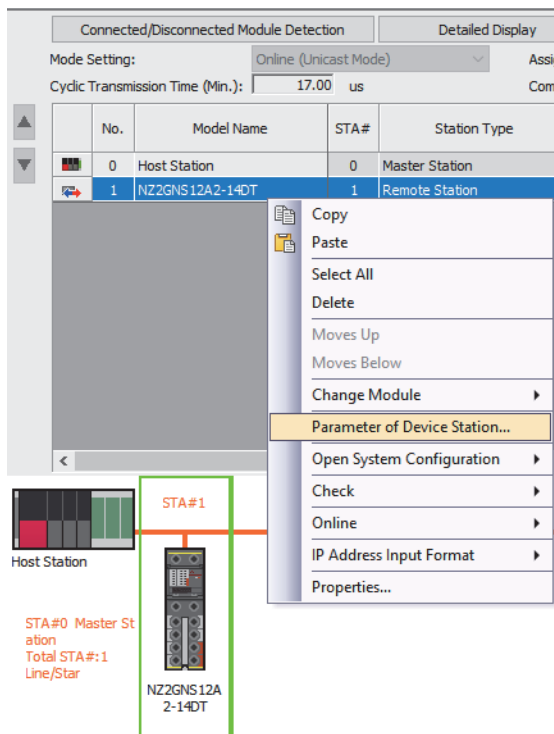 Connected/Disconnected Module Detection
Detailed Display
Mode Setting: Online (Unicast Mode) Assi
Cyclic Transmission Time (Min.): 17.00 us Com
No. Model Name STA# Station Type
0 Host Station 0 Master Station
1 NZ2GNS12A2-14DT 1 Remote Station
Copy
Paste
Select All
Delete
Moves Up
Moves Below
Change Module
Parameter of Device Station...
Open System Configuration
Check
Online
IP Address Input Format
Properties...
STA#1
Host Station
STA#0 Master St
ation
Total STA#:1
Line/Star
NZ2GNS12A
2-14DT